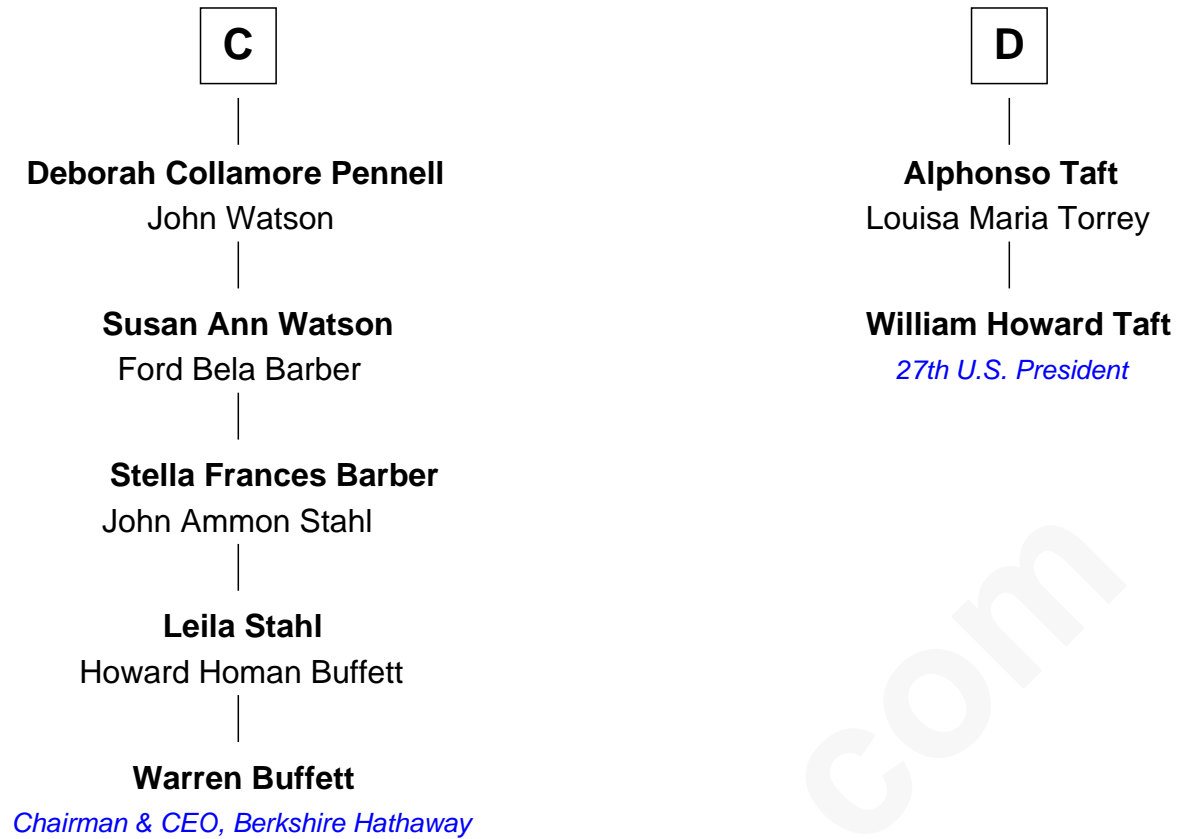 C
Deborah Collamore Pennell
John Watson
Susan Ann Watson
Ford Bela Barber
Stella Frances Barber
John Ammon Stahl
Leila Stahl
Howard Homan Buffett
Warren Buffett
Chairman & CEO, Berkshire Hathaway
D
Alphonso Taft
Louisa Maria Torrey
William Howard Taft
27th U.S. President
com